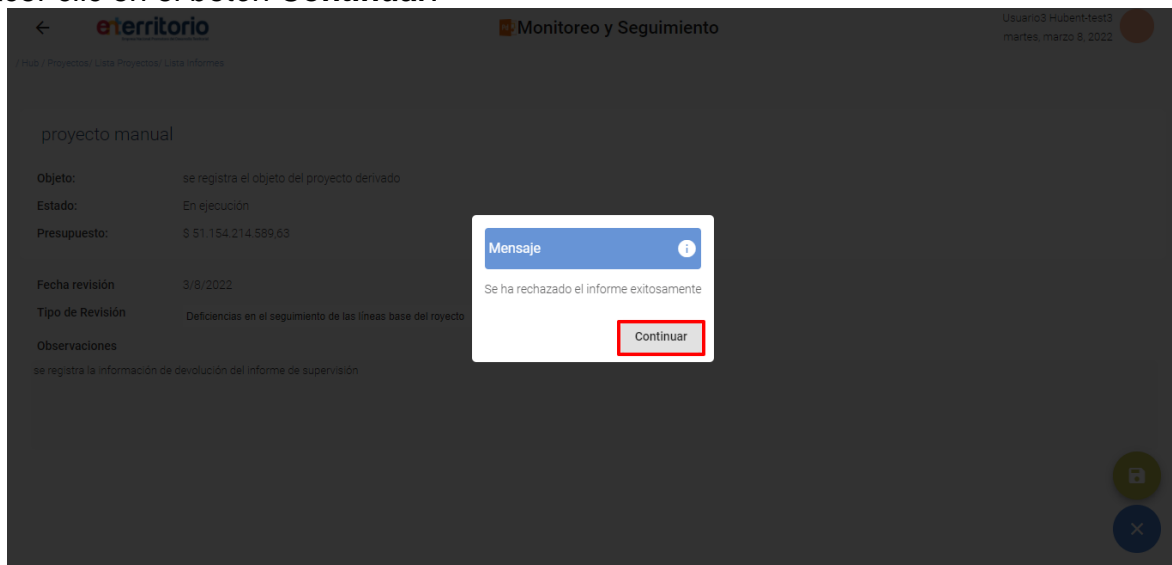 Continuar.
eterritorio
Monitoreo y Seguimiento
Usuario3 Hubent-test3
martes, marzo 8, 2022
/ Hub / Proyectos/ Lista Proyectos/ Lista Informes
proyecto manual
Objeto: se registra el objeto del proyecto derivado
Estado: En ejecución
Presupuesto: $ 51.154.214.589,63
Mensaje
Se ha rechazado el informe exitosamente
Continuar
Fecha revisión 3/8/2022
Tipo de Revisión Deficiencias en el seguimiento de las líneas base del royecto
Observaciones
se registra la información de devolución del informe de supervisión